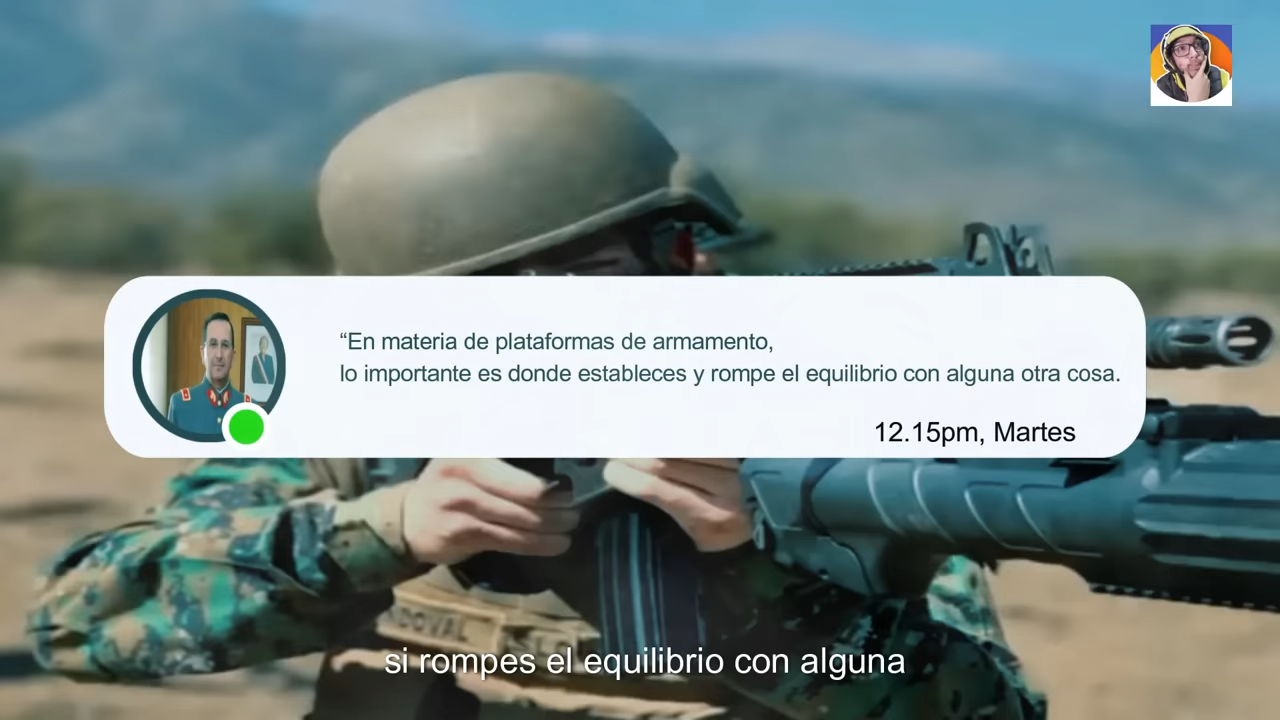 “En materia de plataformas de armamento,
lo importante es donde estableces y rompe el equilibrio con alguna otra cosa.
12.15pm, Martes
si rompes el equilibrio con alguna